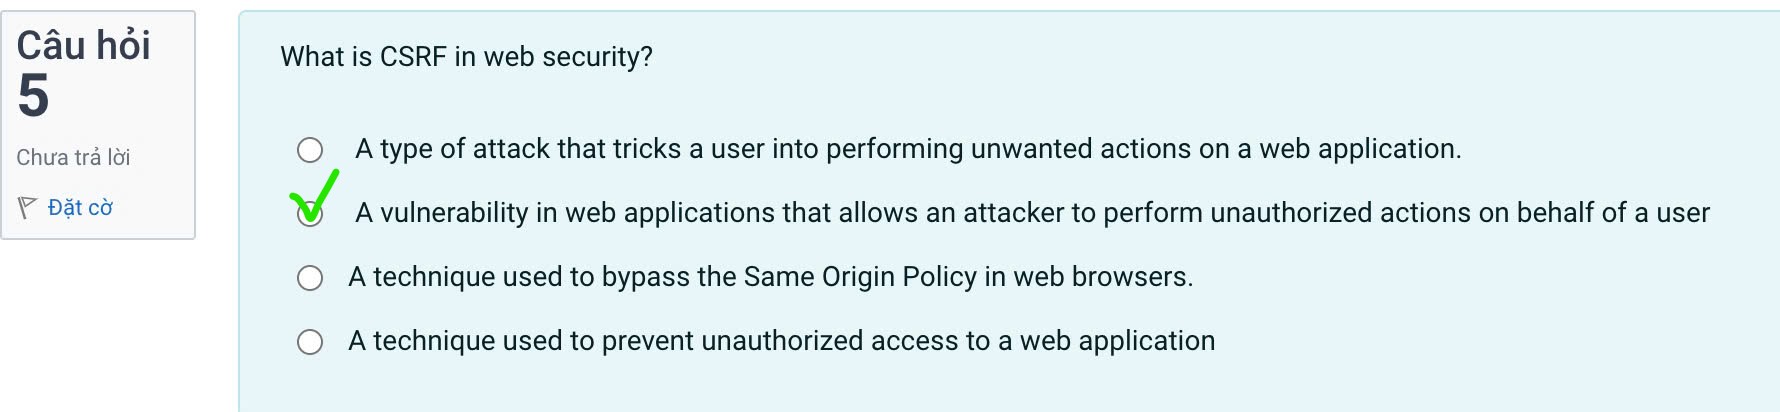 Câu hỏi
5
Chưa trả lời
Đặt cờ
What is CSRF in web security?
A type of attack that tricks a user into performing unwanted actions on a web application.
A vulnerability in web applications that allows an attacker to perform unauthorized actions on behalf of a user
A technique used to bypass the Same Origin Policy in web browsers.
A technique used to prevent unauthorized access to a web application